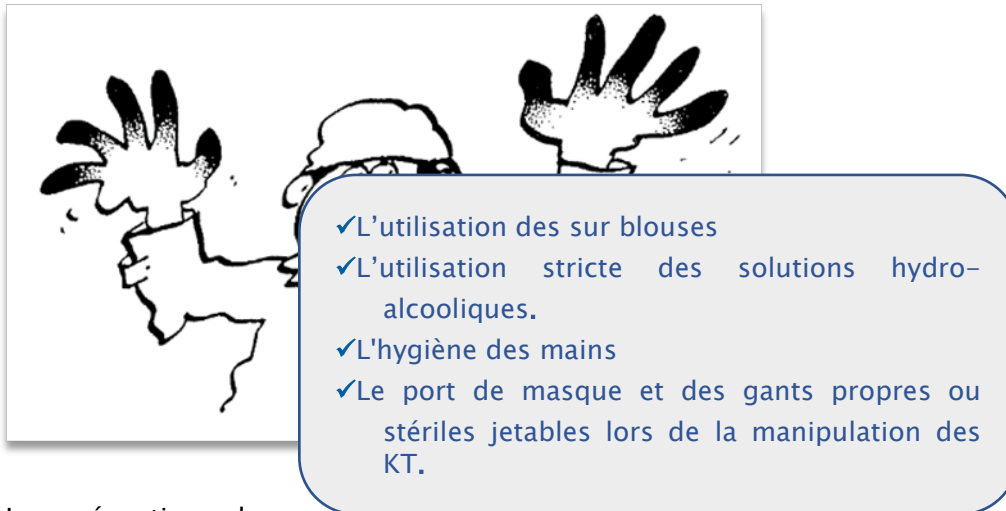 ✓L’utilisation des sur blouses
✓L’utilisation stricte des solutions hydro-
alcooliques.
✓L'hygiène des mains
✓Le port de masque et des gants propres ou
stériles jetables lors de la manipulation des
KT.